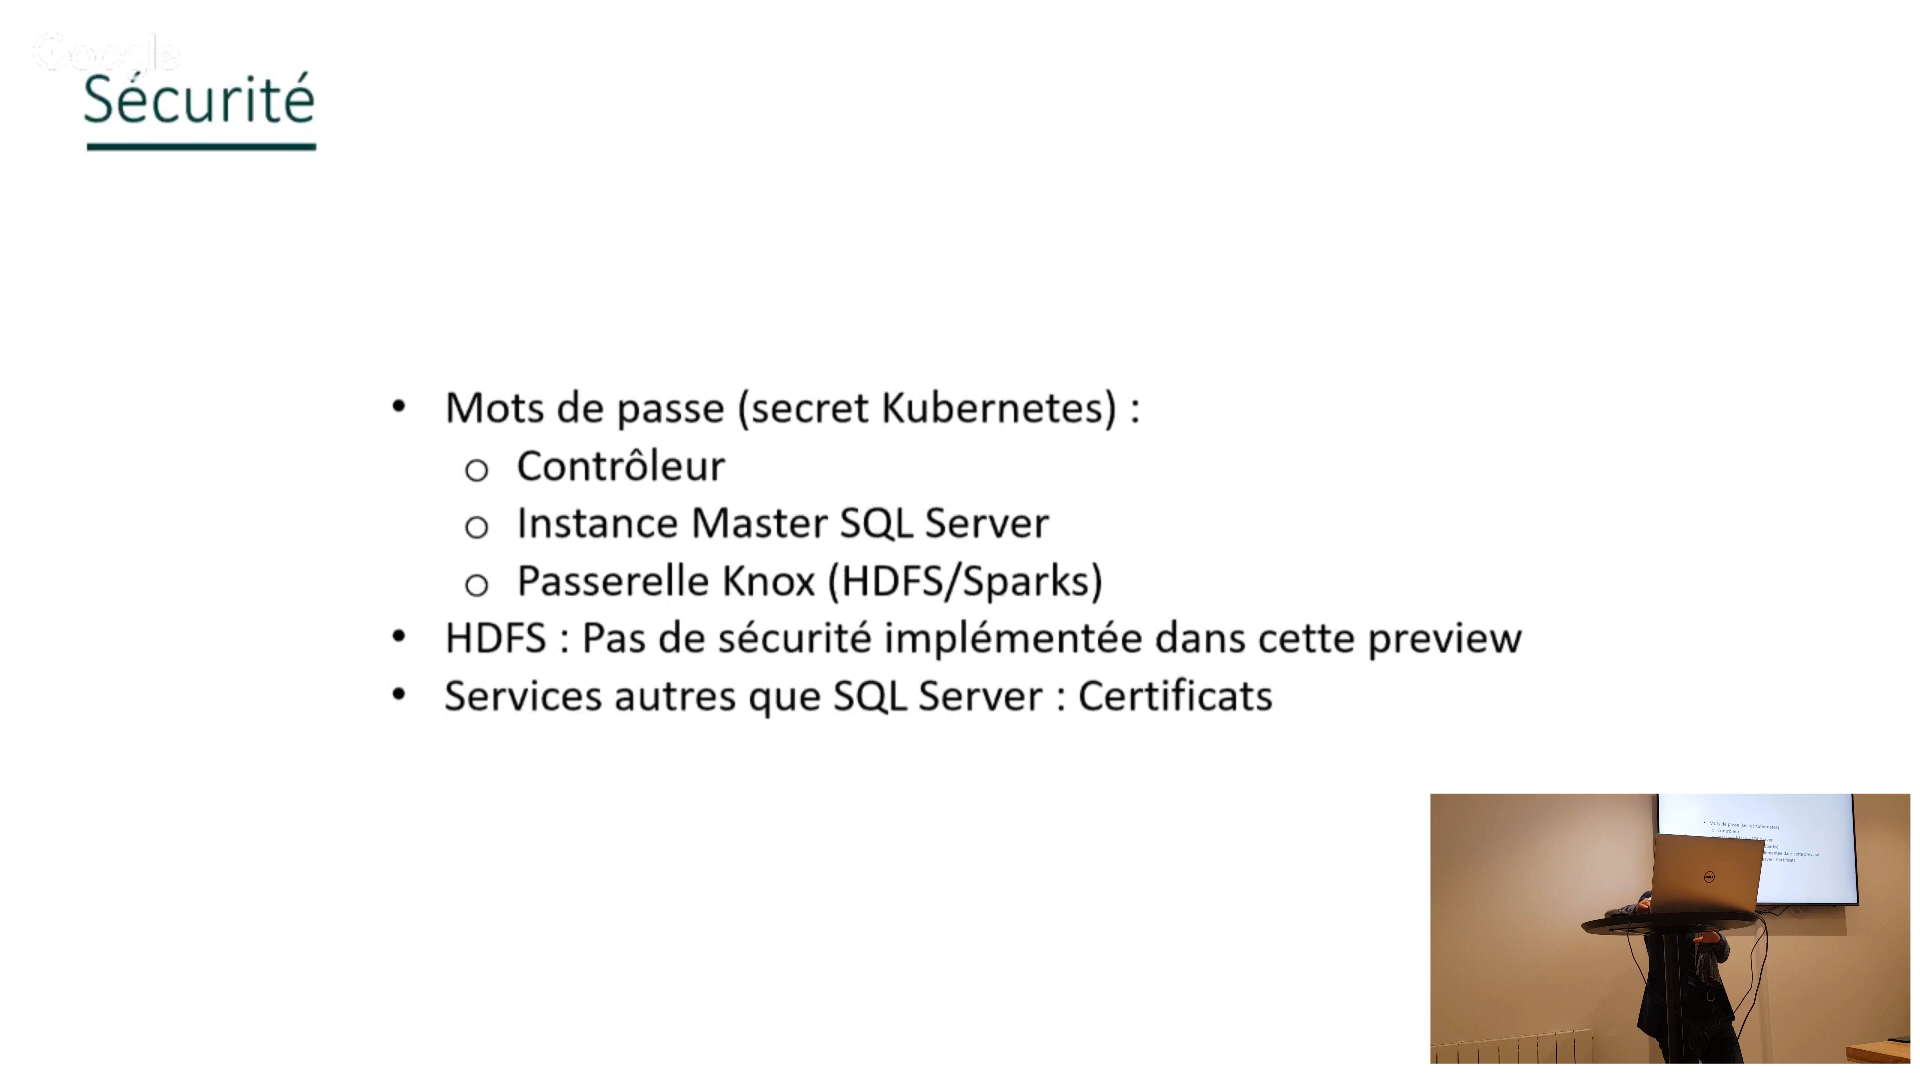 Google
Sécurité
• Mots de passe (secret Kubernetes) :
o Contrôleur
o Instance Master SQL Server
o Passerelle Knox (HDFS/Sparks)
• HDFS : Pas de sécurité implémentée dans cette preview
• Services autres que SQL Server : Certificats